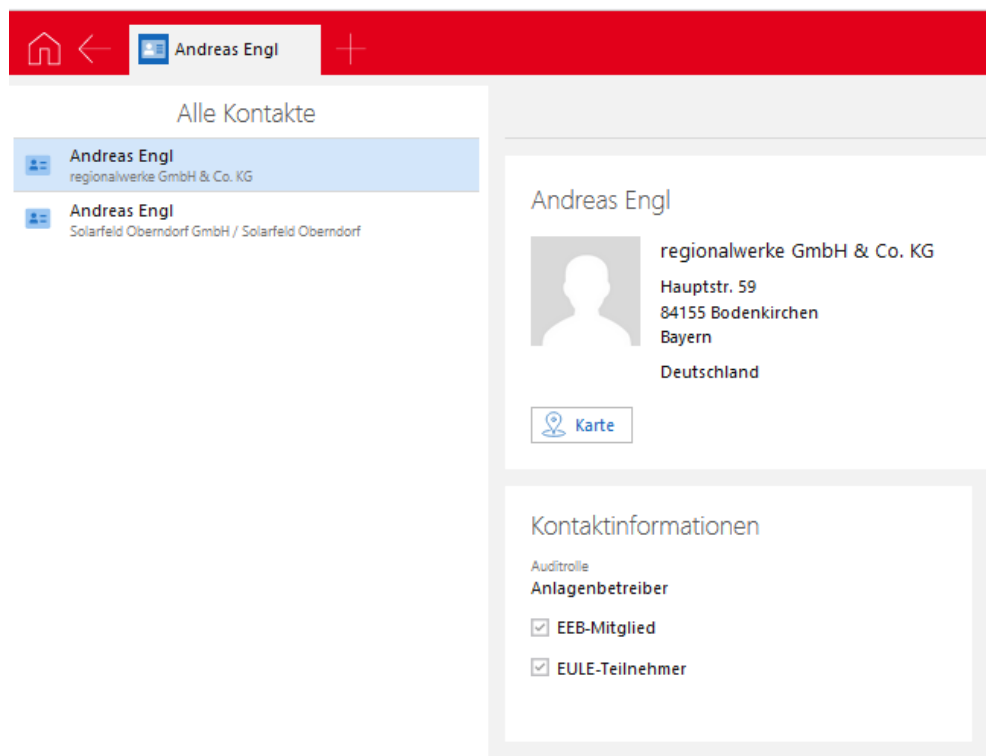 Andreas Engl
Alle Kontakte
Andreas Engl
regionalwerke GmbH & Co. KG
Andreas Engl
Solarfeld Oberndorf GmbH / Solarfeld Oberndorf
Andreas Engl
regionalwerke GmbH & Co. KG
Hauptstr. 59
84155 Bodenkirchen
Bayern
Deutschland
Karte
Kontaktinformationen
Auditrolle
Anlagenbetreiber
EEB-Mitglied
EULE-Teilnehmer